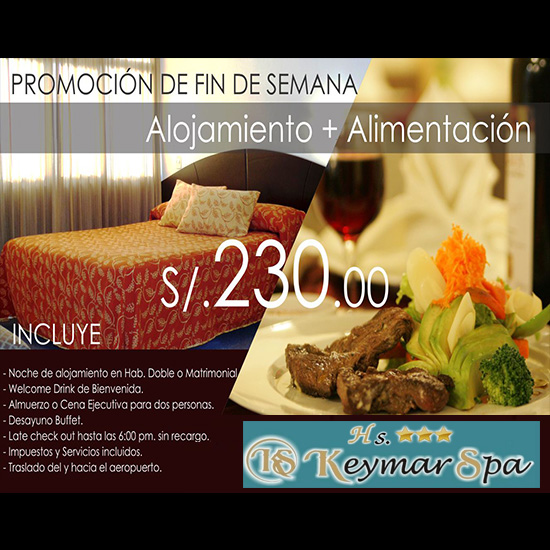 PROMOCIÓN DE FIN DE SEMANA
Alojamiento + Alimentación
S/.230.00
INCLUYE
- Noche de alojamiento en Hab. Doble o Matrimonial
- Welcome Drink de Bienvenida.
- Almuerzo o Cena Ejecutiva para dos personas.
- Desayuno Buffet.
- Late check out hasta las 6:00 pm. sin recargo.
- Impuestos y Servicios incluidos.
- Traslado del y hacia el aeropuerto.
Hs.
Keymar Spa